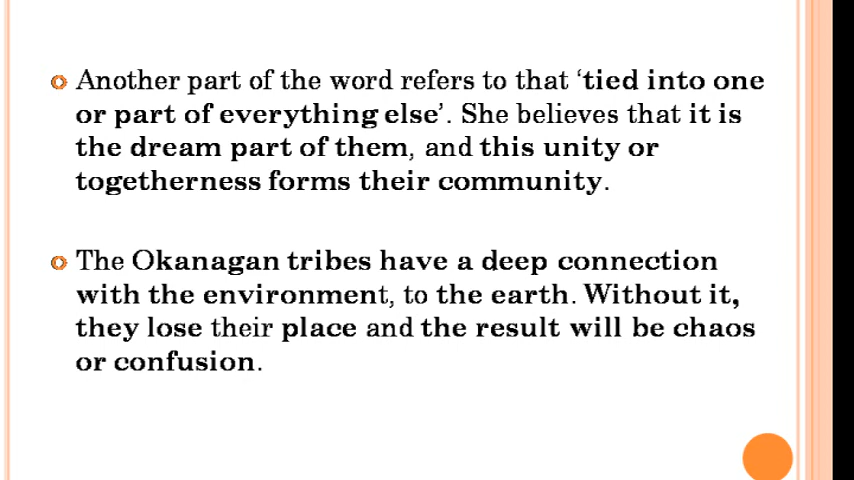 Another part of the word refers to that ‘tied into one
or part of everything else’. She believes that it is
the dream part of them, and this unity or
togetherness forms their community.
The Okanagan tribes have a deep connection
with the environment, to the earth. Without it,
they lose their place and the result will be chaos
or confusion.